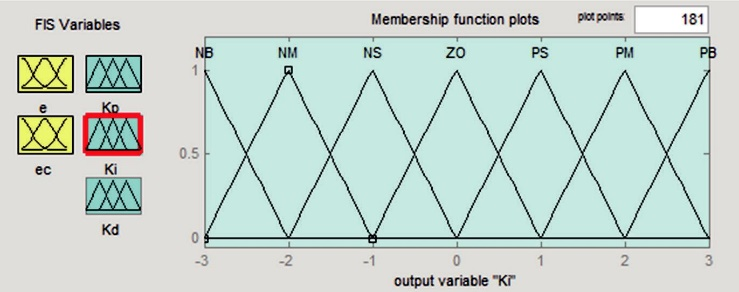 FIS Variables
Membership function plots
plot points:
181
e
Kp
ec
Ki
Kd
NB NM NS ZO PS PM PB
1
0.5
0
-3 -2 -1 0 1 2 3
output variable "Ki"